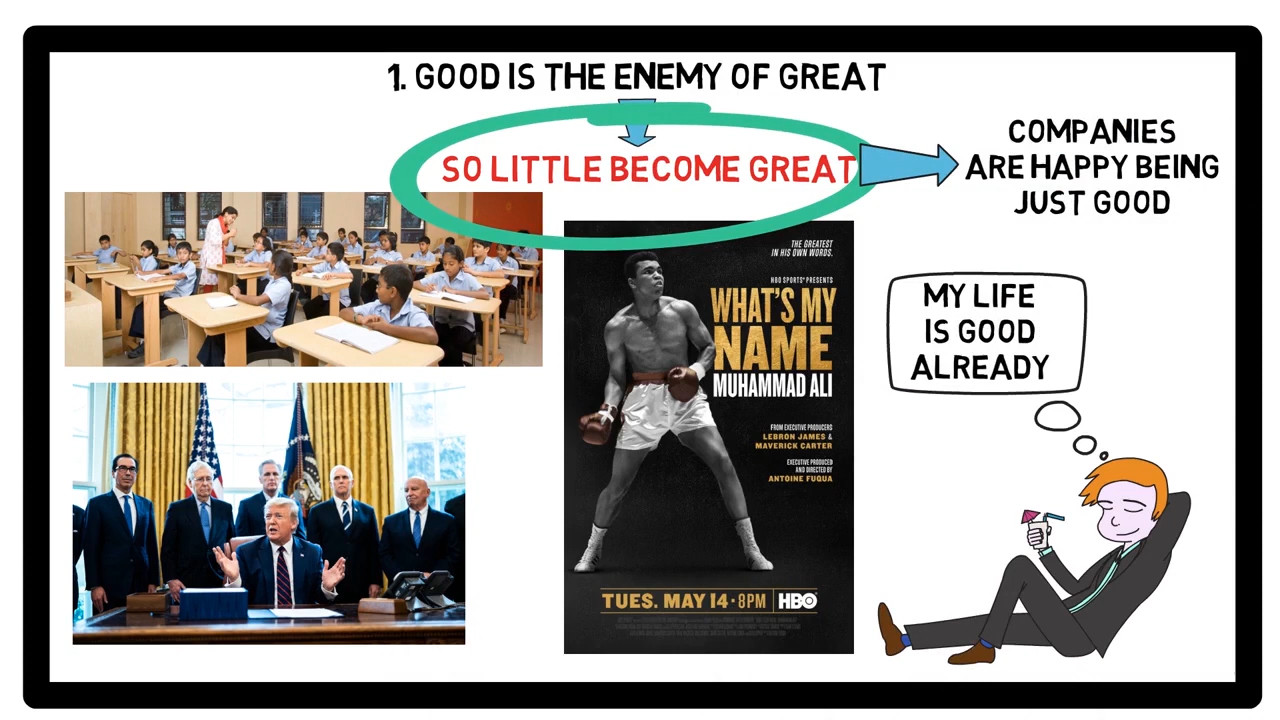 1. GOOD IS THE ENEMY OF GREAT
SO LITTLE BECOME GREAT
COMPANIES
ARE HAPPY BEING
JUST GOOD
THE GREATEST
IN HIS OWN WORDS.
HBO SPORTS® PRESENTS
WHAT'S MY
NAME
MUHAMMAD ALI
FROM EXECUTIVE PRODUCERS
LEBRON JAMES &
MAVERICK CARTER
EXECUTIVE PRODUCED
AND DIRECTED BY
ANTOINE FUQUA
TUES. MAY 14 • 8PM | HBO
MY LIFE
IS GOOD
ALREADY